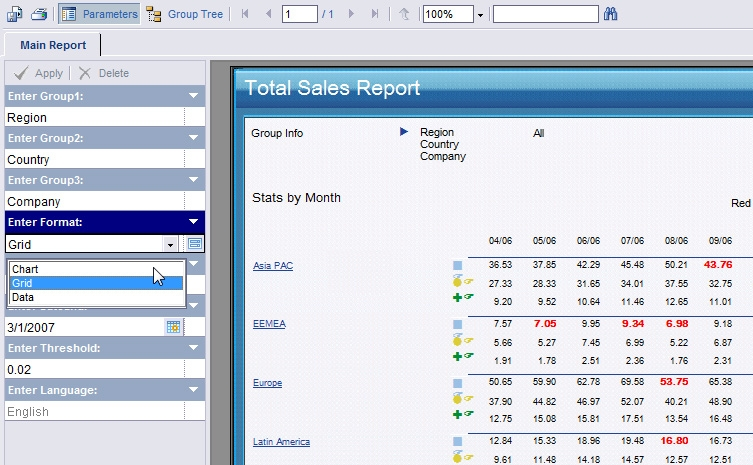 Parameters Group Tree 1 / 1 100%
Main Report
Apply Delete
Enter Group1:
Region
Enter Group2:
Country
Enter Group3:
Company
Enter Format:
Grid
Chart
Grid
Data
3/1/2007
Enter Threshold:
0.02
Enter Language:
English
Total Sales Report
Group Info Region All
Country
Company
Stats by Month
Red
04/06 05/06 06/06 07/06 08/06 09/06
Asia PAC 36.53 37.85 42.29 45.48 50.21 43.76
27.33 28.33 31.65 34.01 37.55 32.75
9.20 9.52 10.64 11.46 12.65 11.01
EEMEA 7.57 7.05 9.95 9.34 6.98 9.18
5.66 5.27 7.45 6.99 5.22 6.87
1.91 1.78 2.51 2.36 1.76 2.31
Europe 50.65 59.90 62.78 69.58 53.75 65.38
37.90 44.82 46.97 52.07 40.21 48.90
12.75 15.08 15.81 17.51 13.54 16.48
Latin America 12.84 15.33 18.96 19.48 16.80 16.73
9.61 11.48 14.18 14.57 12.57 12.51